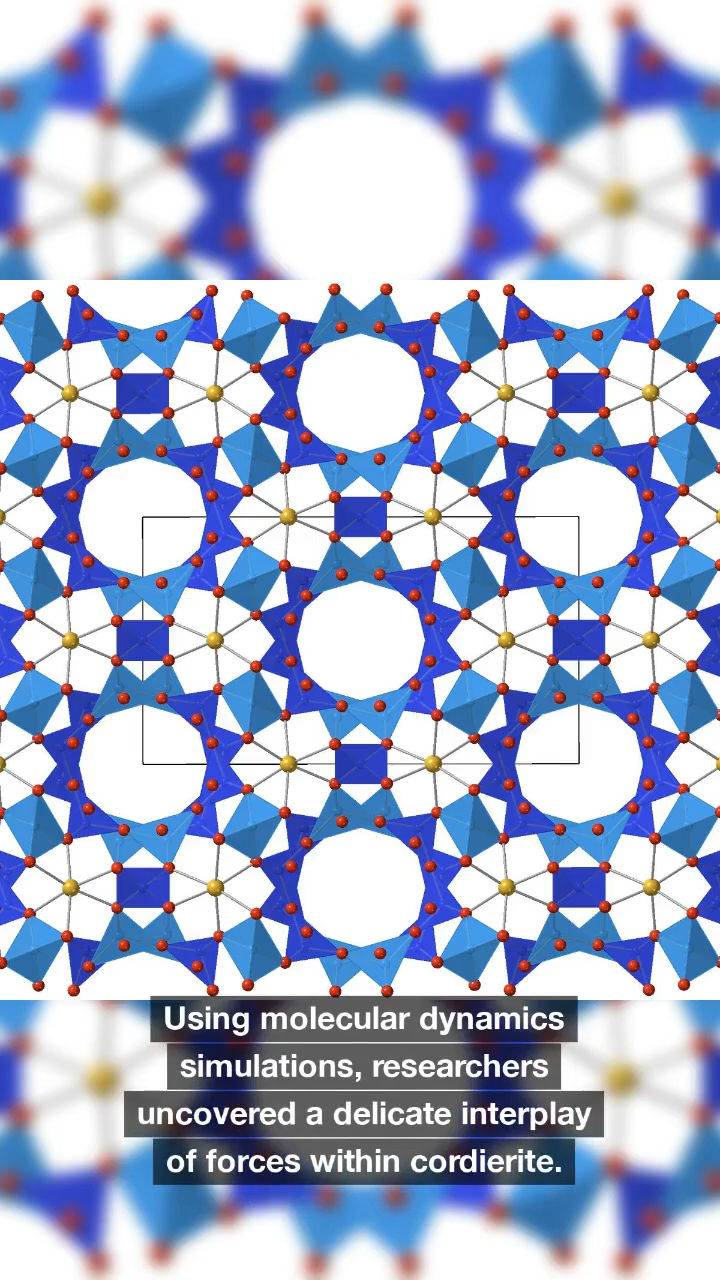 Using molecular dynamics
simulations, researchers
uncovered a delicate interplay
of forces within cordierite.